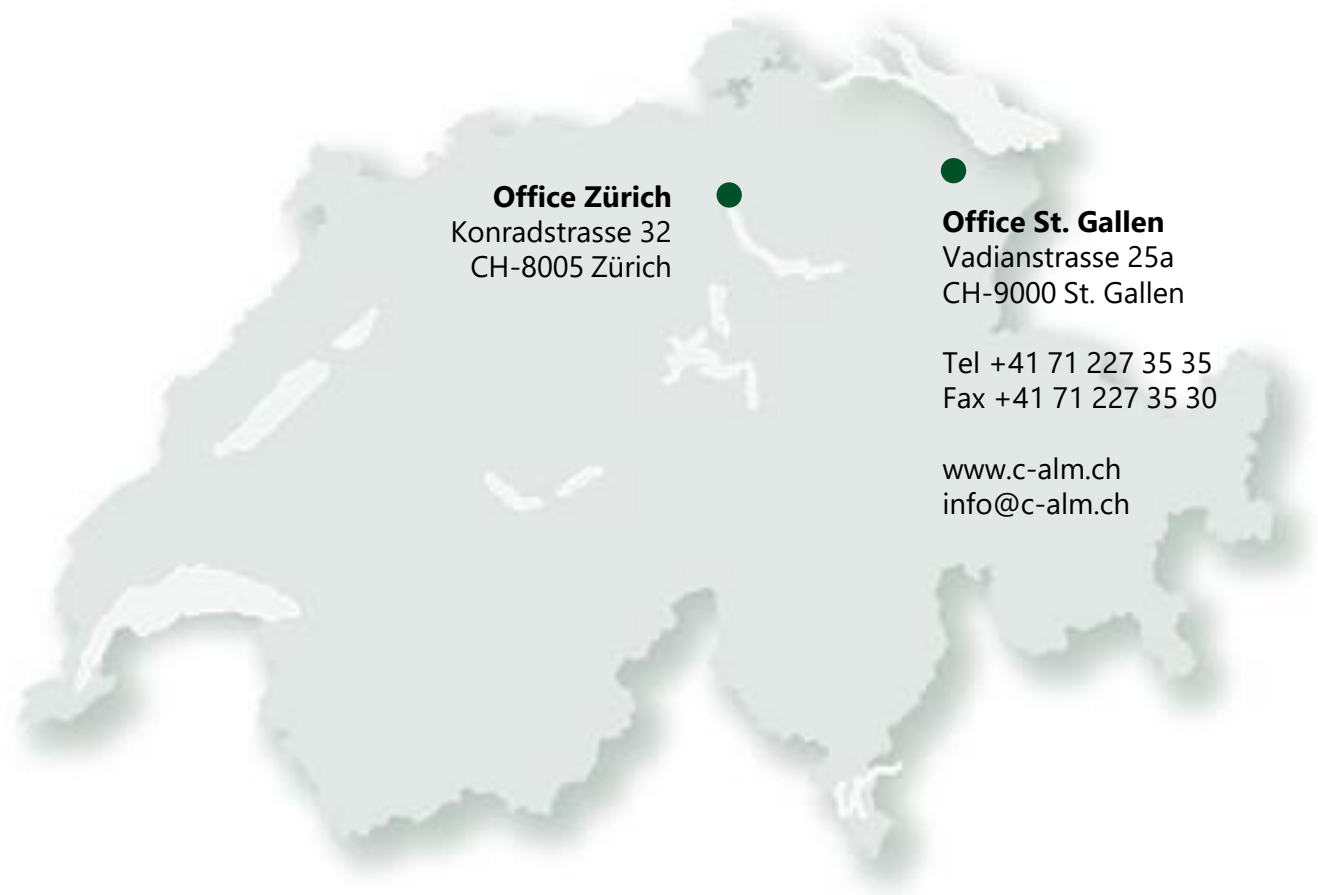 Office Zürich
Konradstrasse 32
CH-8005 Zürich
Office St. Gallen
Vadianstrasse 25a
CH-9000 St. Gallen
Tel +41 71 227 35 35
Fax +41 71 227 35 30
www.c-alm.ch
info@c-alm.ch